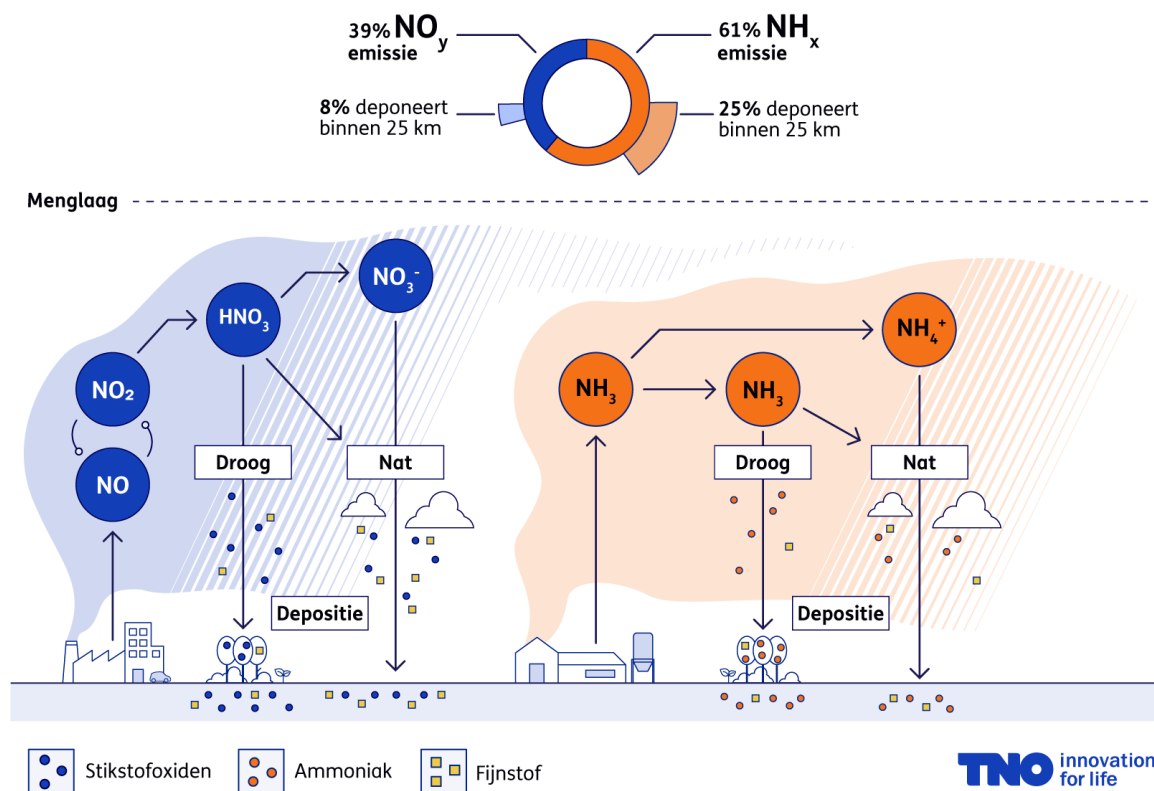 39% NOy
emissie
61% NHx
emissie
8% deponeert
binnen 25 km
25% deponeert
binnen 25 km
Menglaag
NO₃⁻
HNO₃
NO₂
NO
Droog
Nat
Depositie
NH₄⁺
NH₃
NH₃
Droog
Nat
Depositie
Stikstofoxiden
Ammoniak
Fijnstof
TNO innovation
for life